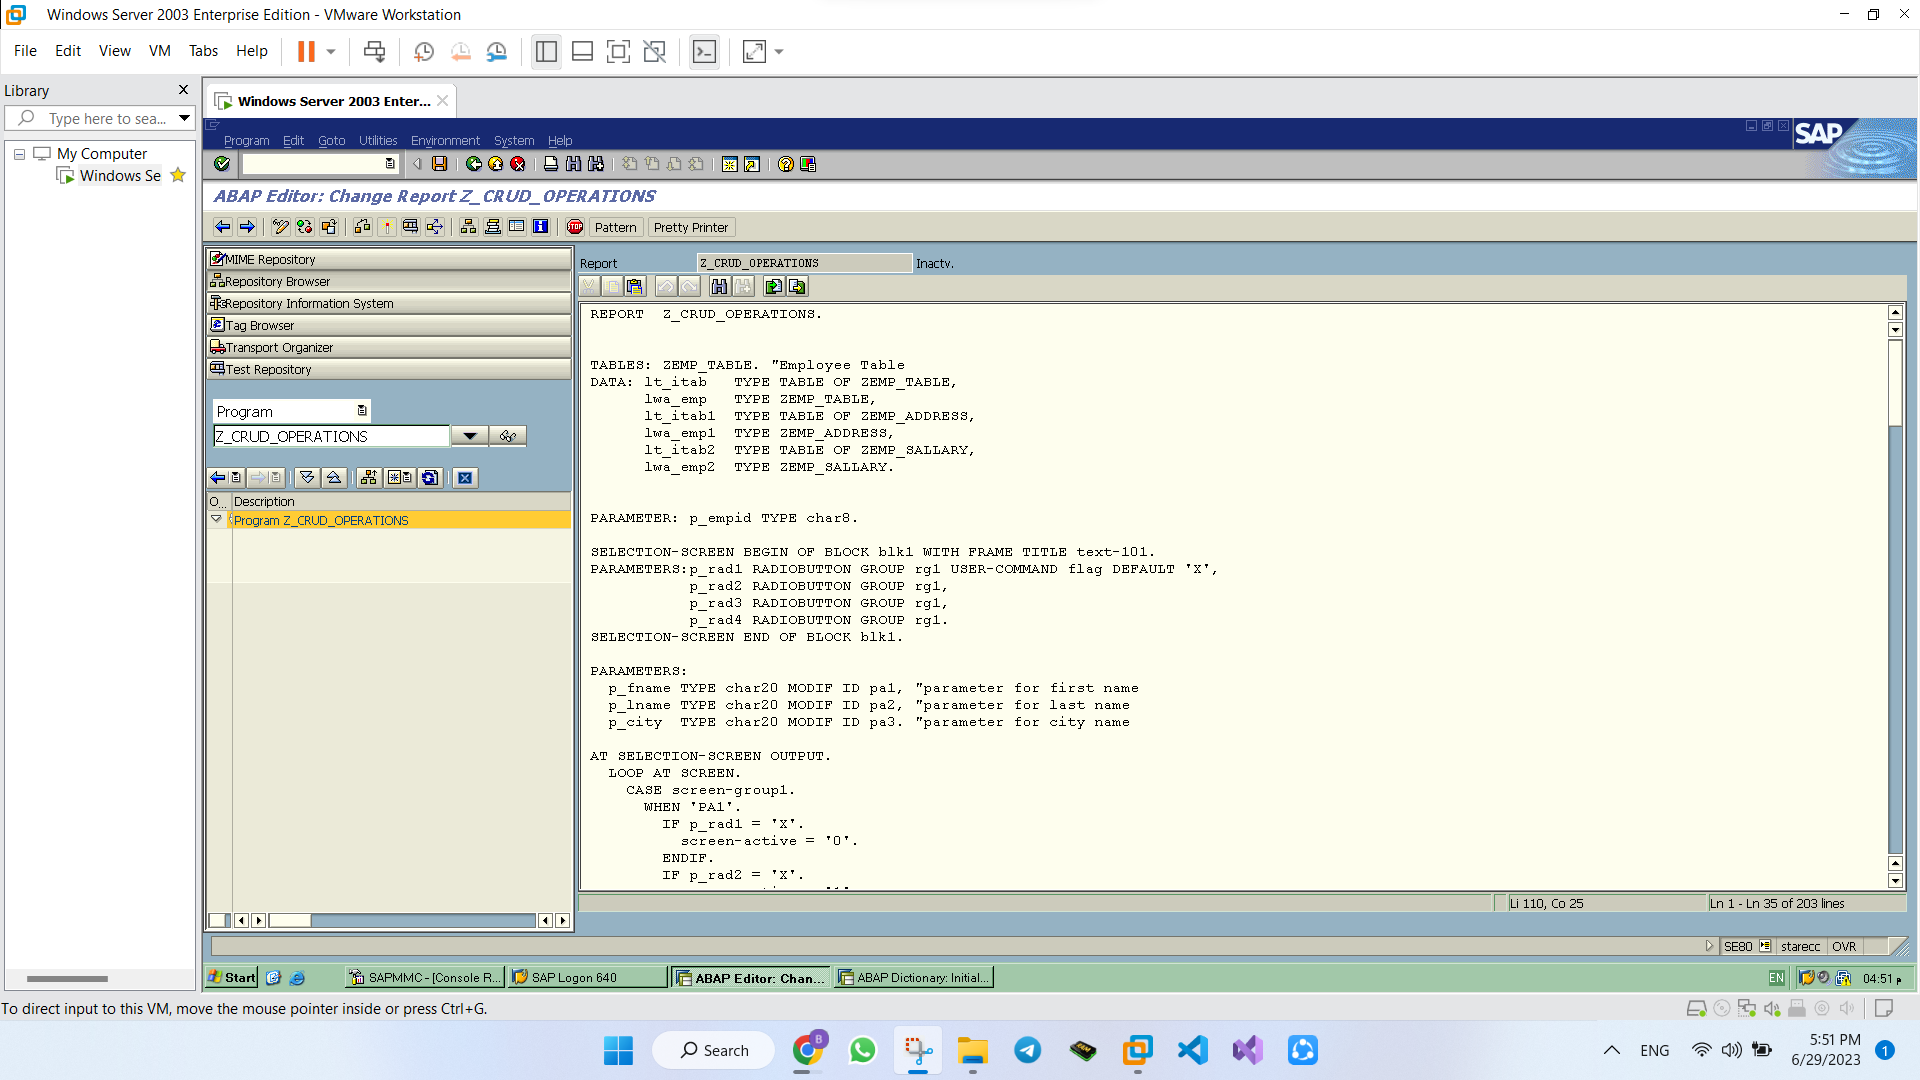 Windows Server 2003 Enterprise Edition - VMware Workstation
File Edit View VM Tabs Help
Library
Type here to sea...
My Computer
Windows Se
Windows Server 2003 Enter...
Program Edit Goto Utilities Environment System Help
SAP
ABAP Editor: Change Report Z_CRUD_OPERATIONS
STOP
Pattern Pretty Printer
MIME Repository
Repository Browser
Repository Information System
Tag Browser
Transport Organizer
Test Repository
Program
Z_CRUD_OPERATIONS
O... Description
Program Z_CRUD_OPERATIONS
Report Z_CRUD_OPERATIONS Inactv.
REPORT Z_CRUD_OPERATIONS.
TABLES: ZEMP_TABLE. "Employee Table
DATA: lt_itab TYPE TABLE OF ZEMP_TABLE,
lwa_emp TYPE ZEMP_TABLE,
lt_itab1 TYPE TABLE OF ZEMP_ADDRESS,
lwa_emp1 TYPE ZEMP_ADDRESS,
lt_itab2 TYPE TABLE OF ZEMP_SALLARY,
lwa_emp2 TYPE ZEMP_SALLARY.
PARAMETER: p_empid TYPE char8.
SELECTION-SCREEN BEGIN OF BLOCK blk1 WITH FRAME TITLE text-101.
PARAMETERS:p_rad1 RADIOBUTTON GROUP rg1 USER-COMMAND flag DEFAULT 'X',
p_rad2 RADIOBUTTON GROUP rg1,
p_rad3 RADIOBUTTON GROUP rg1,
p_rad4 RADIOBUTTON GROUP rg1.
SELECTION-SCREEN END OF BLOCK blk1.
PARAMETERS:
p_fname TYPE char20 MODIF ID pa1, "parameter for first name
p_lname TYPE char20 MODIF ID pa2, "parameter for last name
p_city TYPE char20 MODIF ID pa3. "parameter for city name
AT SELECTION-SCREEN OUTPUT.
LOOP AT SCREEN.
CASE screen-group1.
WHEN 'PA1'.
IF p_rad1 = 'X'.
screen-active = '0'.
ENDIF.
IF p_rad2 = 'X'.
Li 110, Co 25 Ln 1 - Ln 35 of 203 lines
SE80 starecc OVR
Start SAPMMC - [Console R... SAP Logon 640 ABAP Editor: Chan... ABAP Dictionary: Initial... EN 04:51 م
To direct input to this VM, move the mouse pointer inside or press Ctrl+G.
Search B ENG 5:51 PM 1
6/29/2023